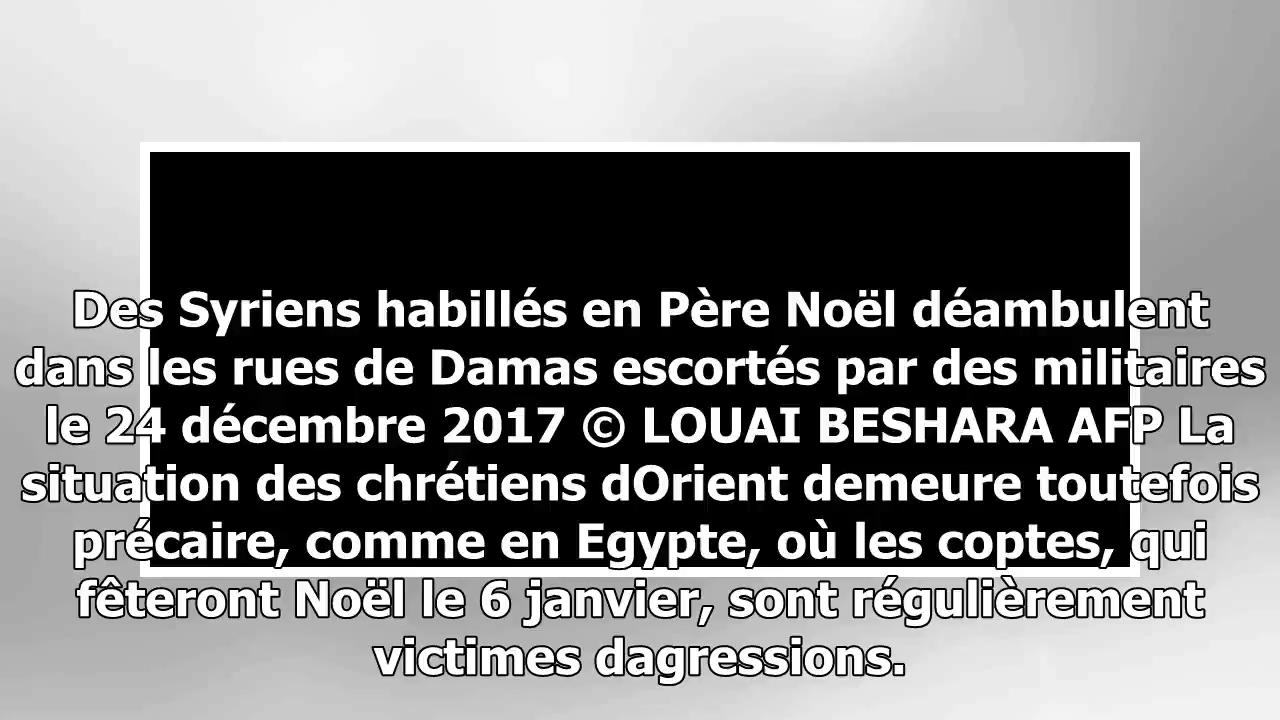 Des Syriens habillés en Père Noël déambulent
dans les rues de Damas escortés par des militaires
le 24 décembre 2017 © LOUAI BESHARA AFP La
situation des chrétiens dOrient demeure toutefois
précaire, comme en Egypte, où les coptes, qui
fêteront Noël le 6 janvier, sont régulièrement
victimes dagressions.